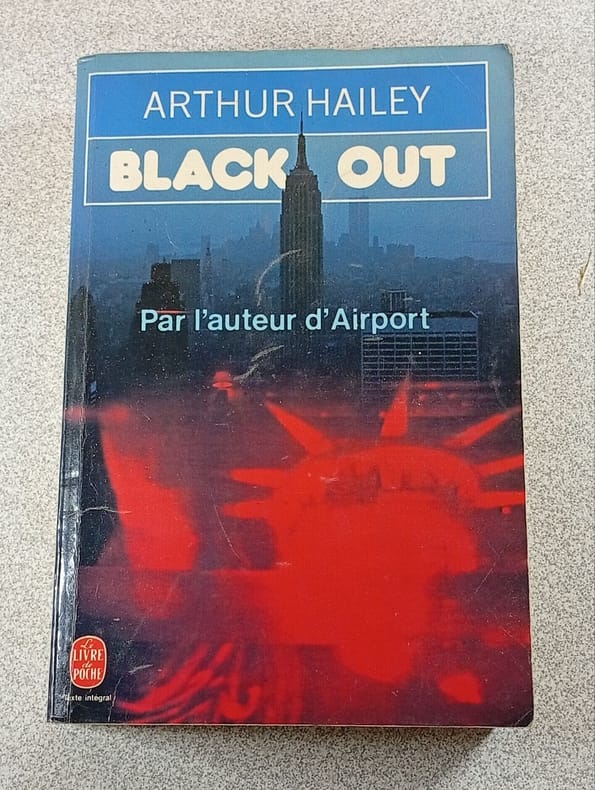 ARTHUR HAILEY
BLACK OUT
Par l'auteur d'Airport
Le
LIVRE
de
POCHE
Texte intégral